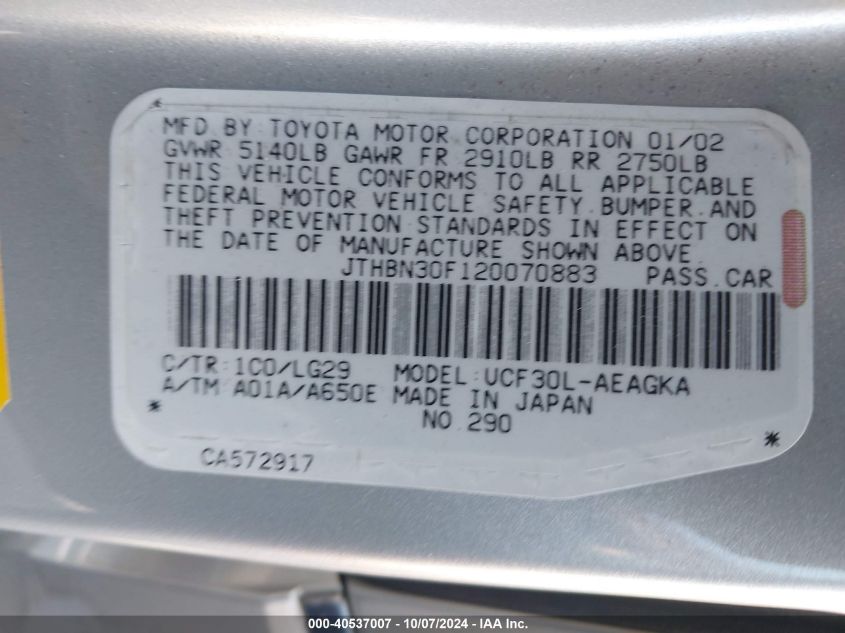 MFD BY TOYOTA MOTOR CORPORATION 01/02
GVWR 5140LB GAWR FR 2910LB RR 2750LB
THIS VEHICLE CONFORMS TO ALL APPLICABLE
FEDERAL MOTOR VEHICLE SAFETY.BUMPER.AND
THEFT PREVENTION STANDARDS IN EFFECT ON
THE DATE OF MANUFACTURE SHOWN ABOVE.
JTHBN30F120070883 PASS.CAR
C/TR:1C0/LG29 MODEL:UCF30L-AEAGKA
A/TM A01A/A650E MADE IN JAPAN
NO.290
CA572917
000-40537007 - 10/07/2024 - IAA Inc.